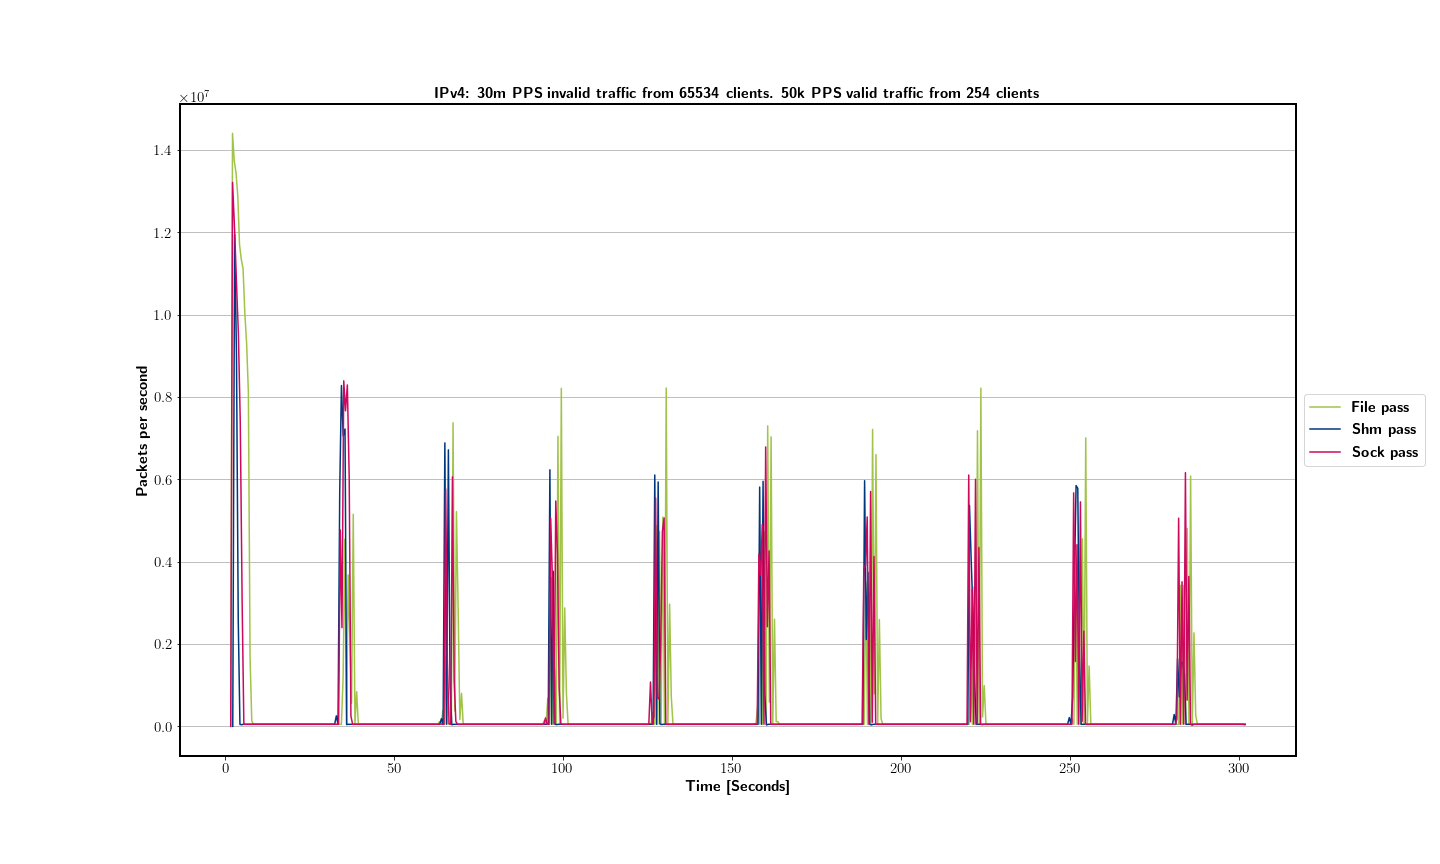 IPv4: 30m PPS invalid traffic from 65534 clients. 50k PPS valid traffic from 254 clients
×10⁷
1.4
1.2
1.0
0.8
0.6
0.4
0.2
0.0
Packets per second
0 50 100 150 200 250 300
Time [Seconds]
File pass
Shm pass
Sock pass